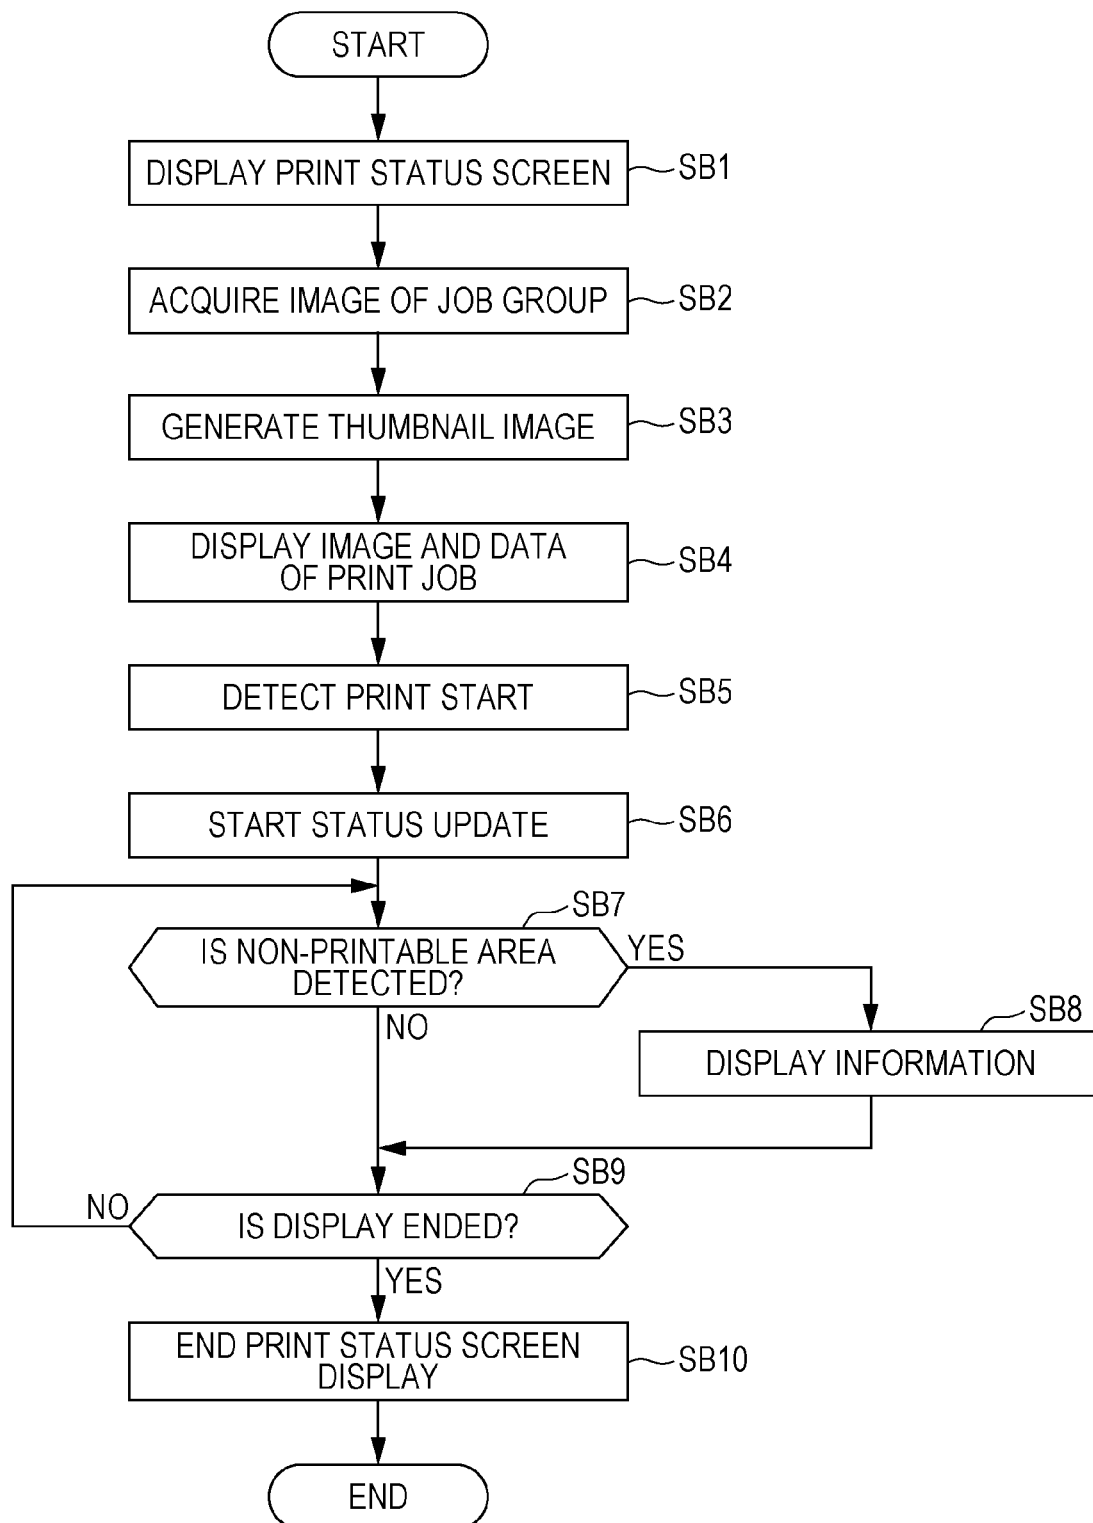 START
DISPLAY PRINT STATUS SCREEN
SB1
ACQUIRE IMAGE OF JOB GROUP
SB2
GENERATE THUMBNAIL IMAGE
SB3
DISPLAY IMAGE AND DATA
OF PRINT JOB
SB4
DETECT PRINT START
SB5
START STATUS UPDATE
SB6
SB7
IS NON-PRINTABLE AREA
DETECTED?
YES
NO
SB8
DISPLAY INFORMATION
SB9
IS DISPLAY ENDED?
NO
YES
END PRINT STATUS SCREEN
DISPLAY
SB10
END